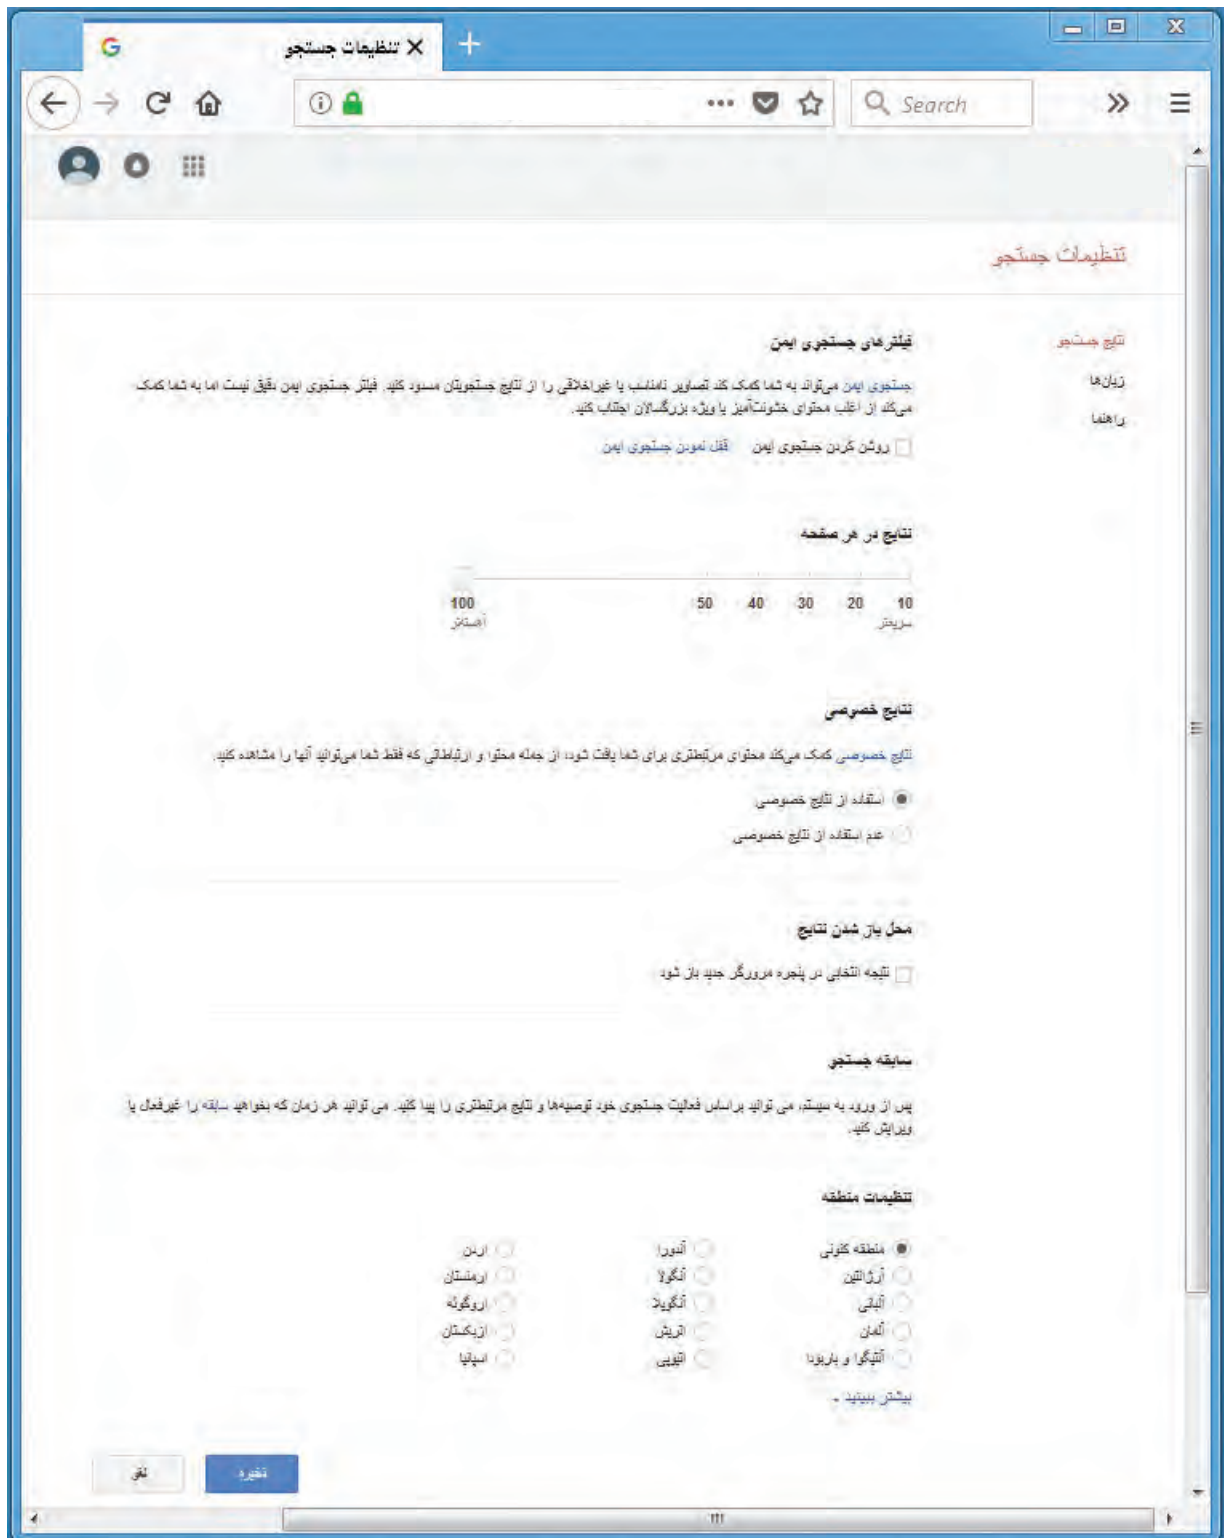 تنظیمات جستجو
Search
تنظیمات جستجو
نتایج جستجو
زبان‌ها
راهنما
فیلترهای جستجوی ایمن
جستجوی ایمن می‌تواند به شما کمک کند تصاویر نامناسب یا غیراخلاقی را از نتایج جستجویتان مسدود کنید. فیلتر جستجوی ایمن دقیق نیست اما به شما کمک
می‌کند از اغلب محتوای خشونت‌آمیز یا ویژه بزرگسالان اجتناب کنید.
روشن کردن جستجوی ایمن قفل نمودن جستجوی ایمن
نتایج در هر صفحه
10 20 30 40 50 100
سریعتر آهسته‌تر
نتایج خصوصی
نتایج خصوصی کمک می‌کند محتوای مرتبطتری برای شما یافت شود؛ از جمله محتوا و ارتباطاتی که فقط شما می‌توانید آنها را مشاهده کنید.
استفاده از نتایج خصوصی
عدم استفاده از نتایج خصوصی
محل باز شدن نتایج
نتیجه انتخابی در پنجره مرورگر جدید باز شود
سابقه جستجو
پس از ورود به سیستم، می توانید براساس فعالیت جستجوی خود توصیه‌ها و نتایج مرتبطتری را پیدا کنید. می توانید هر زمان که بخواهید سابقه را غیرفعال یا
ویرایش کنید.
تنظیمات منطقه
منطقه کنونی آندورا اردن
آرژانتین آنگولا ارمنستان
آلبانی آنگویلا اروگوئه
آلمان اتریش ازبکستان
آنتیگوا و باربودا اتیوپی اسپانیا
بیشتر ببینید
ذخیره لغو